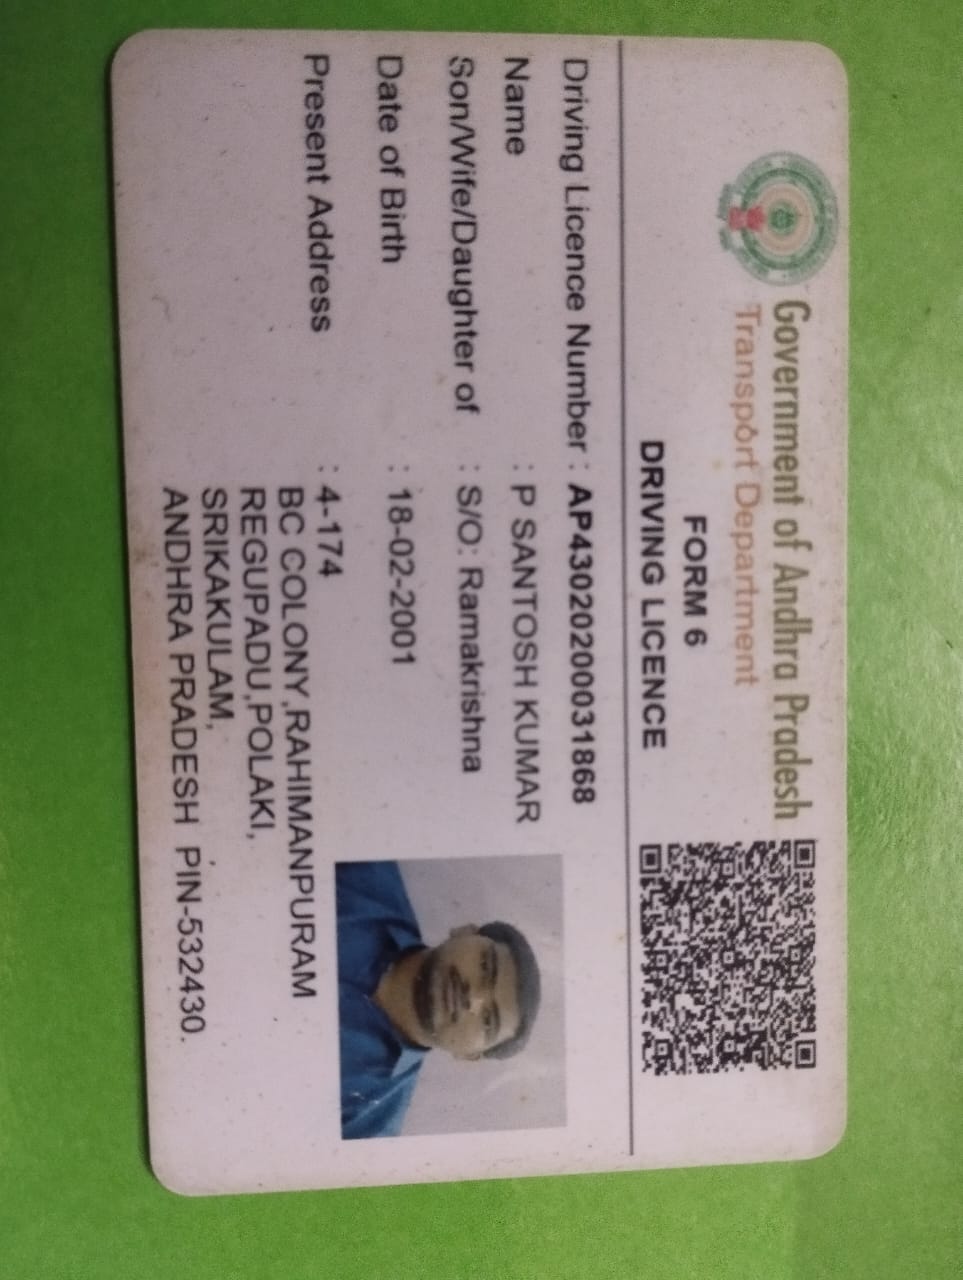 Government of Andhra Pradesh
Transport Department
FORM 6
DRIVING LICENCE
Driving Licence Number : AP43020200031868
Name : P SANTOSH KUMAR
Son/Wife/Daughter of : S/O: Ramakrishna
Date of Birth : 18-02-2001
Present Address : 4-174
BC COLONY,RAHIMANPURAM
REGUPADU,POLAKI,
SRIKAKULAM,
ANDHRA PRADESH PIN-532430.